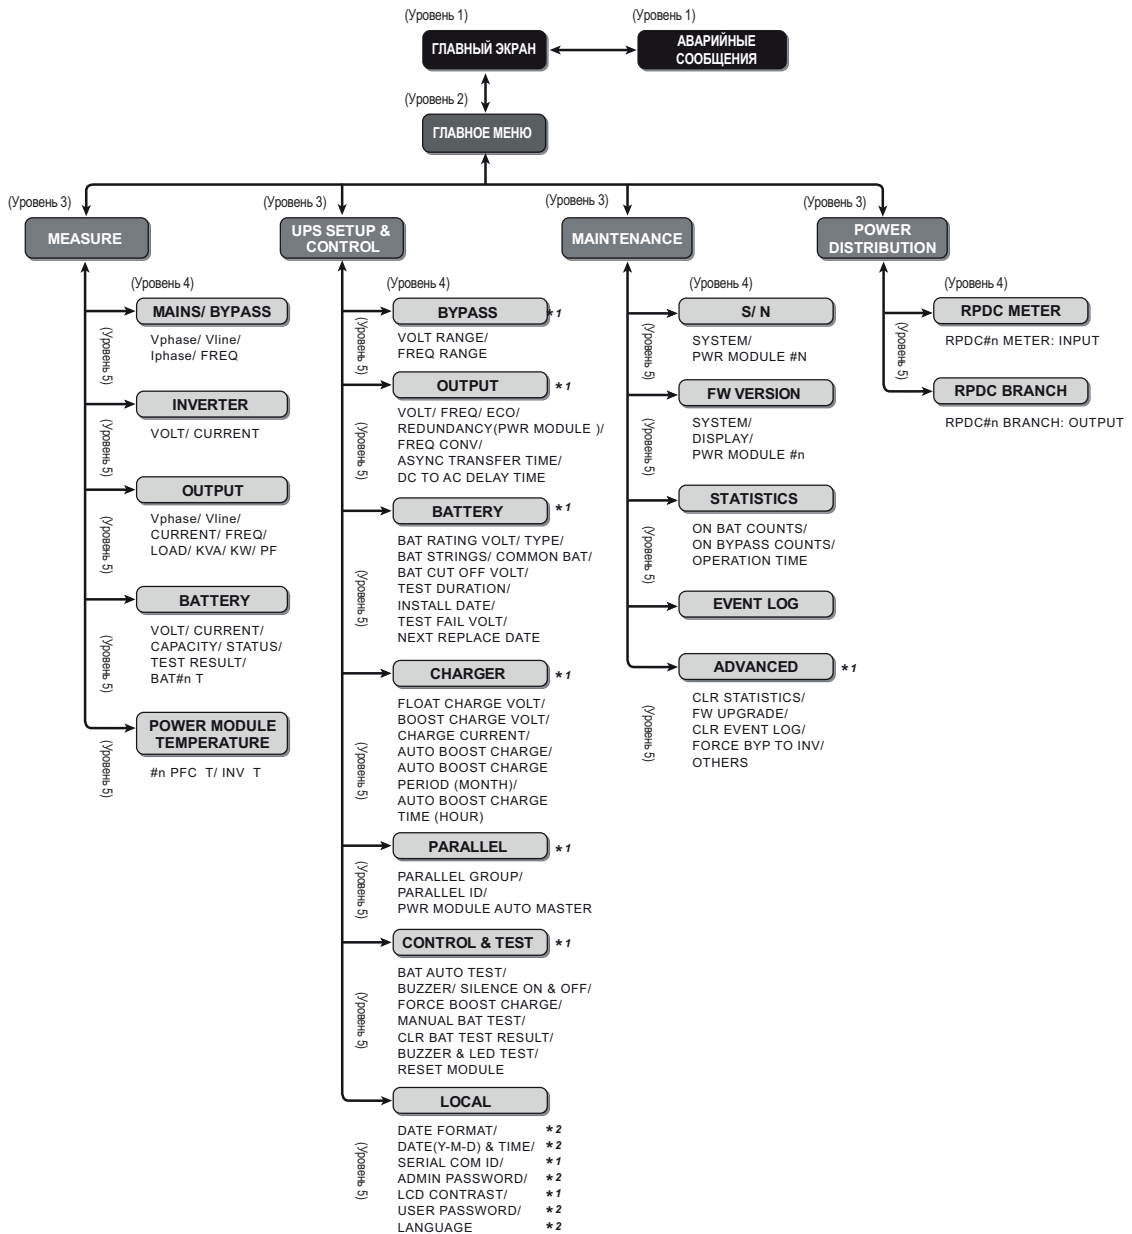 (Уровень 1)
(Уровень 1)
ГЛАВНЫЙ ЭКРАН
АВАРИЙНЫЕ
СООБЩЕНИЯ
(Уровень 2)
ГЛАВНОЕ МЕНЮ
(Уровень 3)
MEASURE
(Уровень 4)
MAINS/ BYPASS
(Уровень 5)
Vphase/ Vline/
Iphase/ FREQ
INVERTER
(Уровень 5)
VOLT/ CURRENT
OUTPUT
(Уровень 5)
Vphase/ Vline/
CURRENT/ FREQ/
LOAD/ KVA/ KW/ PF
BATTERY
(Уровень 5)
VOLT/ CURRENT/
CAPACITY/ STATUS/
TEST RESULT/
BAT#n T
POWER MODULE
TEMPERATURE
(Уровень 5)
#n PFC T/ INV T
(Уровень 3)
UPS SETUP &
CONTROL
(Уровень 4)
BYPASS *1
(Уровень 5)
VOLT RANGE/
FREQ RANGE
OUTPUT *1
(Уровень 5)
VOLT/ FREQ/ ECO/
REDUNDANCY(PWR MODULE )/
FREQ CONV/
ASYNC TRANSFER TIME/
DC TO AC DELAY TIME
BATTERY *1
(Уровень 5)
BAT RATING VOLT/ TYPE/
BAT STRINGS/ COMMON BAT/
BAT CUT OFF VOLT/
TEST DURATION/
INSTALL DATE/
TEST FAIL VOLT/
NEXT REPLACE DATE
CHARGER *1
(Уровень 5)
FLOAT CHARGE VOLT/
BOOST CHARGE VOLT/
CHARGE CURRENT/
AUTO BOOST CHARGE/
AUTO BOOST CHARGE
PERIOD (MONTH)/
AUTO BOOST CHARGE
TIME (HOUR)
PARALLEL *1
(Уровень 5)
PARALLEL GROUP/
PARALLEL ID/
PWR MODULE AUTO MASTER
CONTROL & TEST *1
(Уровень 5)
BAT AUTO TEST/
BUZZER/ SILENCE ON & OFF/
FORCE BOOST CHARGE/
MANUAL BAT TEST/
CLR BAT TEST RESULT/
BUZZER & LED TEST/
RESET MODULE
LOCAL
(Уровень 5)
DATE FORMAT/ *2
DATE(Y-M-D) & TIME/ *2
SERIAL COM ID/ *1
ADMIN PASSWORD/ *2
LCD CONTRAST/ *1
USER PASSWORD/ *2
LANGUAGE *2
(Уровень 3)
MAINTENANCE
(Уровень 4)
S/ N
(Уровень 5)
SYSTEM/
PWR MODULE #N
FW VERSION
(Уровень 5)
SYSTEM/
DISPLAY/
PWR MODULE #n
STATISTICS
(Уровень 5)
ON BAT COUNTS/
ON BYPASS COUNTS/
OPERATION TIME
EVENT LOG
ADVANCED *1
(Уровень 5)
CLR STATISTICS/
FW UPGRADE/
CLR EVENT LOG/
FORCE BYP TO INV/
OTHERS
(Уровень 3)
POWER
DISTRIBUTION
(Уровень 4)
RPDC METER
(Уровень 5)
RPDC#n METER: INPUT
RPDC BRANCH
RPDC#n BRANCH: OUTPUT